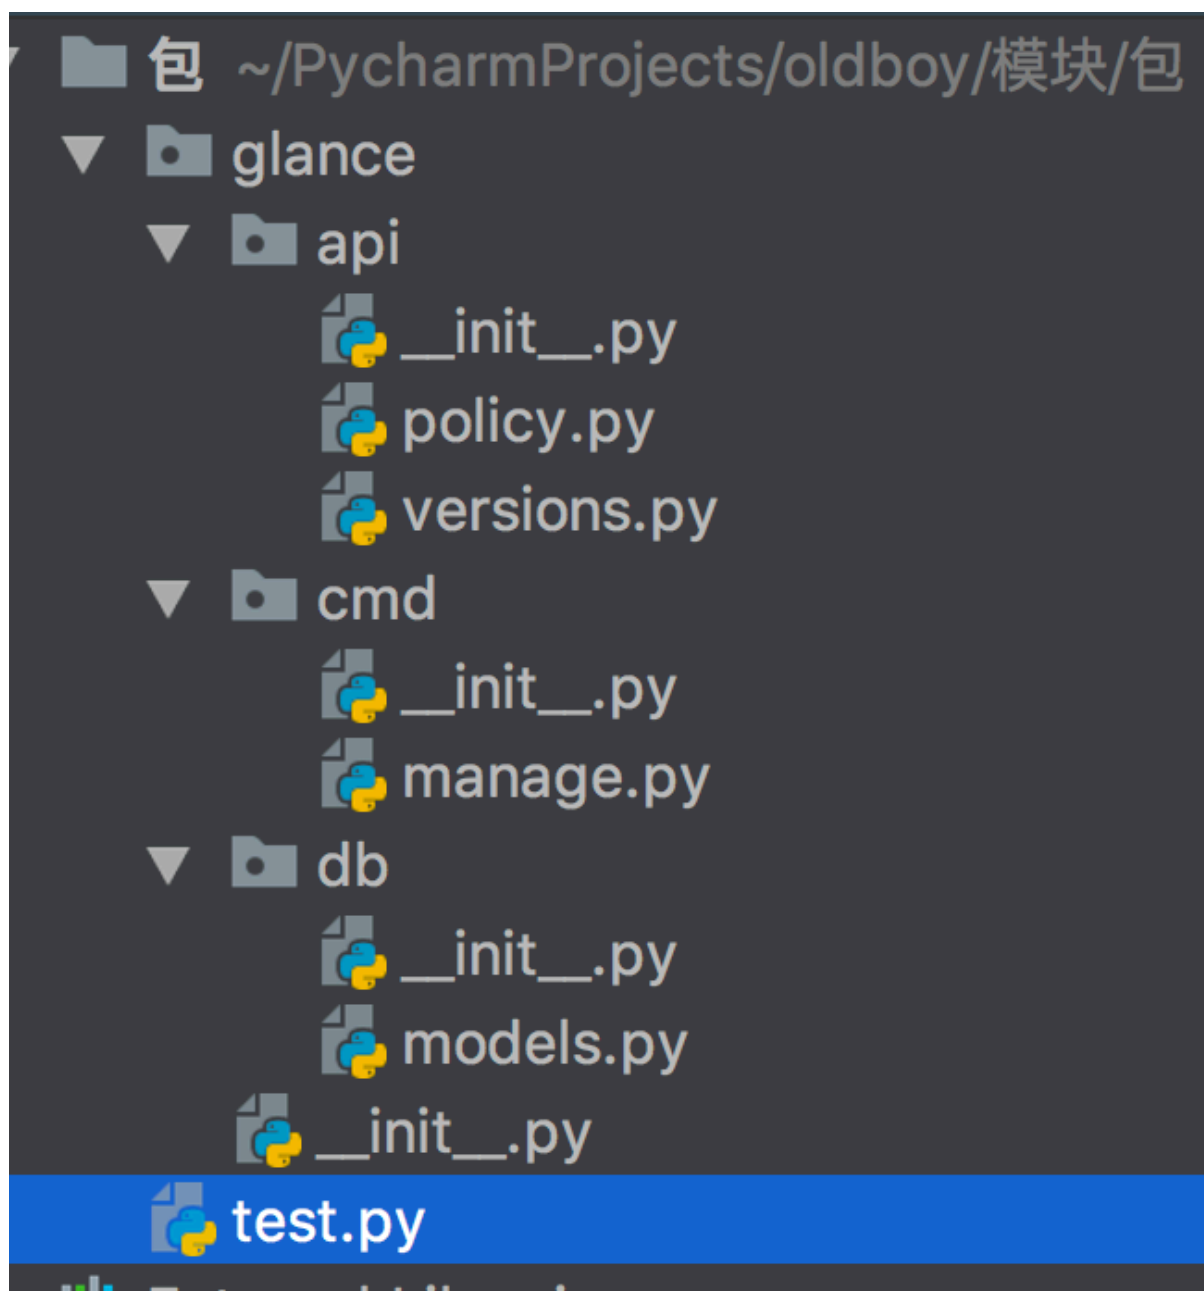 包 ~/PycharmProjects/oldboy/模块/包
glance
api
__init__.py
policy.py
versions.py
cmd
__init__.py
manage.py
db
__init__.py
models.py
__init__.py
test.py